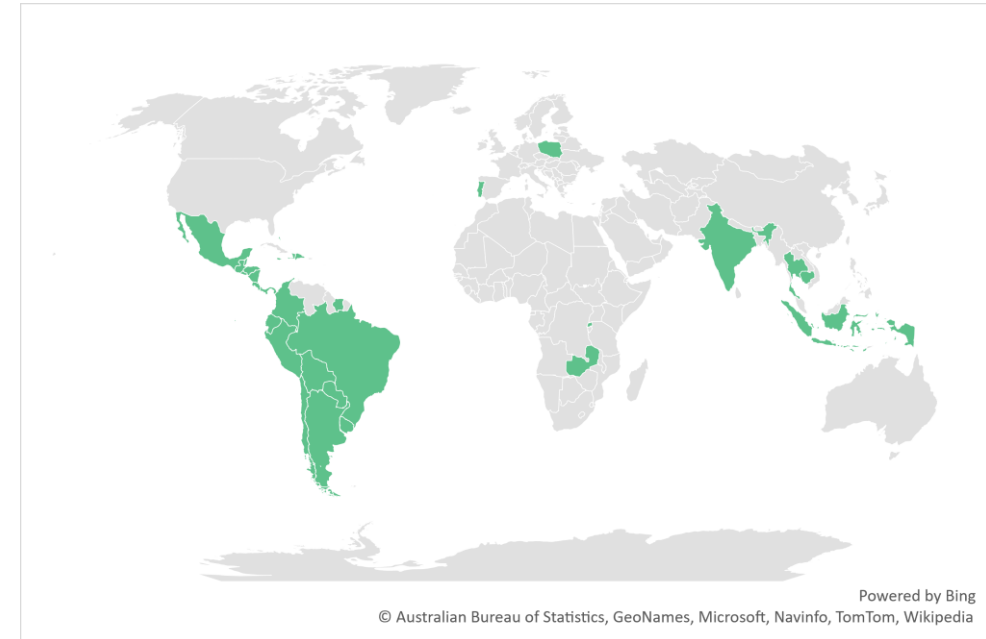 Powered by Bing
© Australian Bureau of Statistics, GeoNames, Microsoft, Navinfo, TomTom, Wikipedia